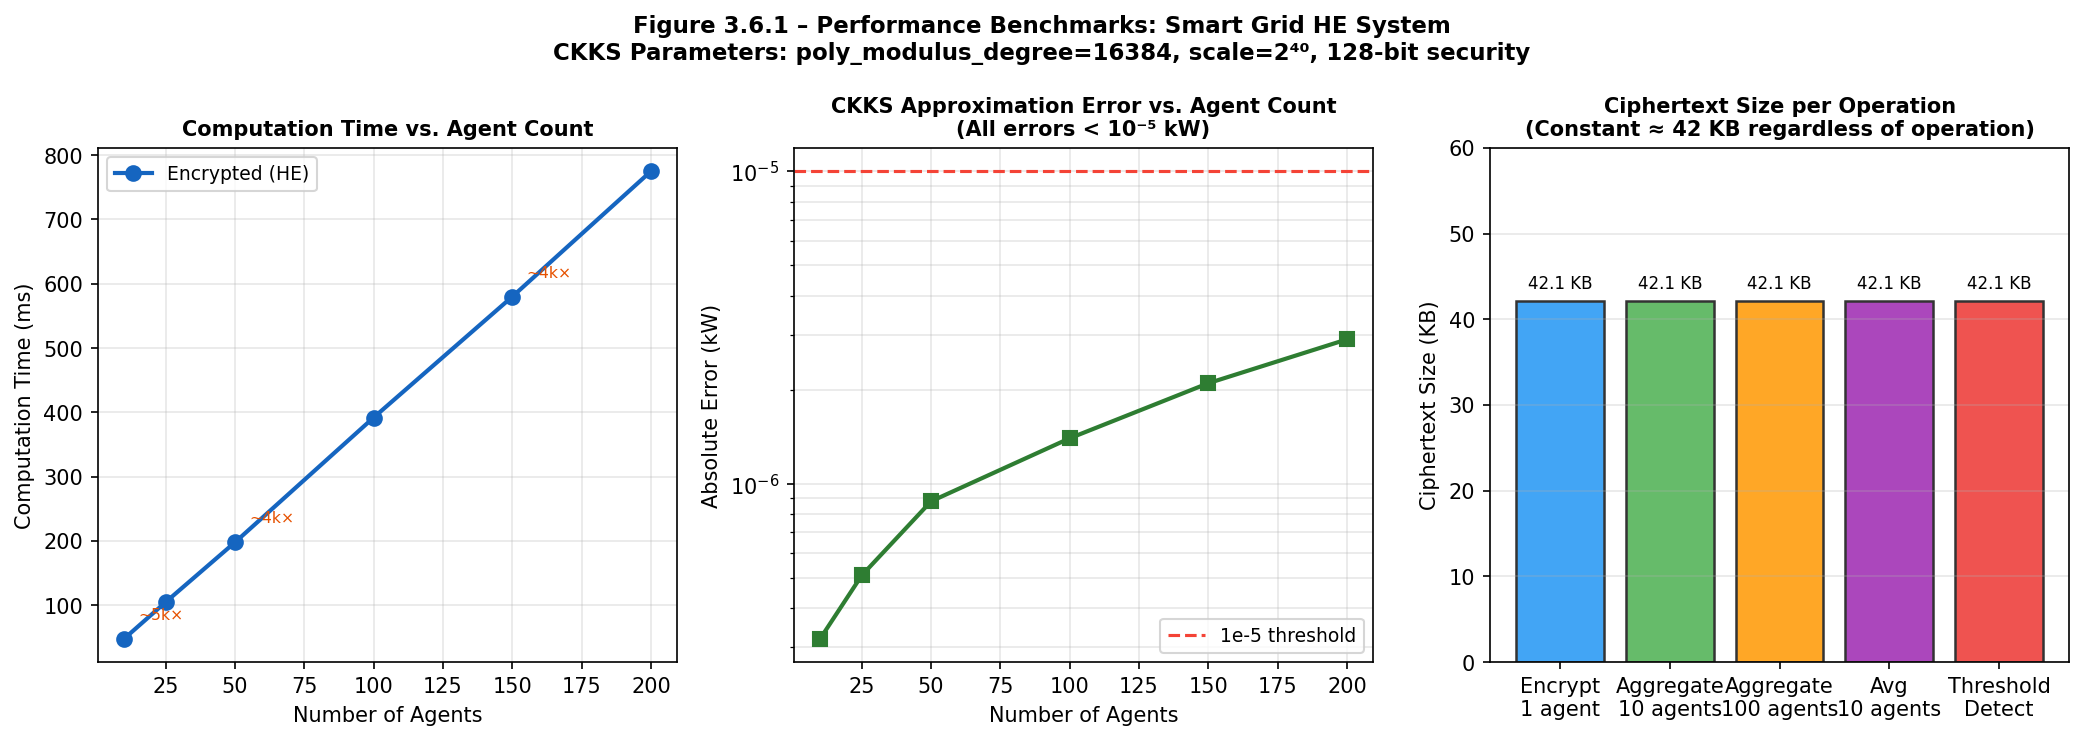 Figure 3.6.1 – Performance Benchmarks: Smart Grid HE System
CKKS Parameters: poly_modulus_degree=16384, scale=2⁴⁰, 128-bit security
Computation Time vs. Agent Count
Computation Time (ms)
800
700
600
500
400
300
200
100
Encrypted (HE)
~5k×
~4k×
~4k×
25
50
75
100
125
150
175
200
Number of Agents
CKKS Approximation Error vs. Agent Count
(All errors < 10⁻⁵ kW)
Absolute Error (kW)
10⁻⁵
10⁻⁶
1e-5 threshold
25
50
75
100
125
150
175
200
Number of Agents
Ciphertext Size per Operation
(Constant ≈ 42 KB regardless of operation)
Ciphertext Size (KB)
60
50
40
30
20
10
0
42.1 KB
42.1 KB
42.1 KB
42.1 KB
42.1 KB
Encrypt
1 agent
Aggregate
10 agents
Aggregate
100 agents
Avg
10 agents
Threshold
Detect